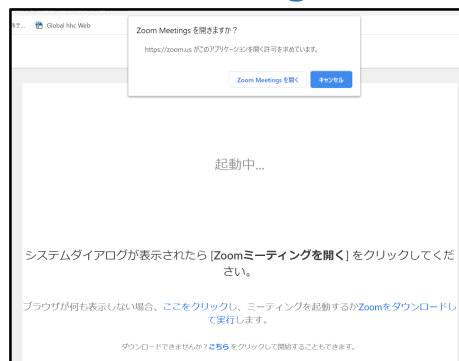 Global hhc Web
Zoom Meetings を開きますか？
https://zoom.us がこのアプリケーションを開く許可を求めています。
Zoom Meetings を開く キャンセル
起動中...
システムダイアログが表示されたら [Zoomミーティングを開く] をクリックしてくだ
さい。
ブラウザが何も表示しない場合、ここをクリックし、ミーティングを起動するかZoomをダウンロードし
て実行します。
ダウンロードできませんか？こちら をクリックして開始することもできます。